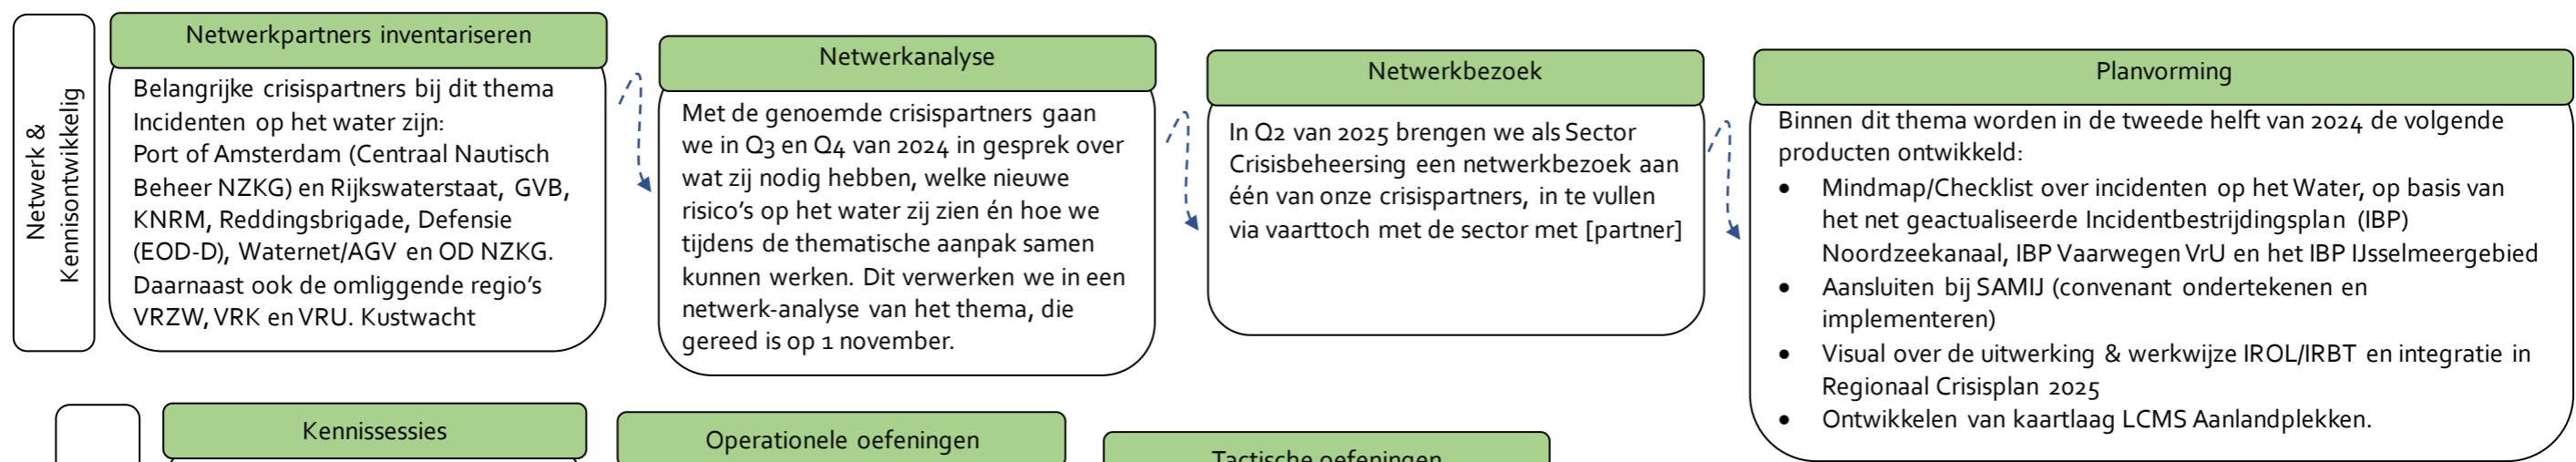 Netwerk &
Kennisontwikkelig
Netwerkpartners inventariseren
Belangrijke crisispartners bij dit thema
Incidenten op het water zijn:
Port of Amsterdam (Centraal Nautisch
Beheer NZKG) en Rijkswaterstaat, GVB,
KNRM, Reddingsbrigade, Defensie
(EOD-D), Waternet/AGV en OD NZKG.
Daarnaast ook de omliggende regio's
VRZW, VRK en VRU. Kustwacht
Netwerkanalyse
Met de genoemde crisispartners gaan
we in Q3 en Q4 van 2024 in gesprek over
wat zij nodig hebben, welke nieuwe
risico's op het water zij zien én hoe we
tijdens de thematische aanpak samen
kunnen werken. Dit verwerken we in een
netwerk-analyse van het thema, die
gereed is op 1 november.
Netwerkbezoek
In Q2 van 2025 brengen we als Sector
Crisisbeheersing een netwerkbezoek aan
één van onze crisispartners, in te vullen
via vaarttoch met de sector met [partner]
Planvorming
Binnen dit thema worden in de tweede helft van 2024 de volgende
producten ontwikkeld:
• Mindmap/Checklist over incidenten op het Water, op basis van
het net geactualiseerde Incidentbestrijdingsplan (IBP)
Noordzeekanaal, IBP Vaarwegen VrU en het IBP IJsselmeergebied
• Aansluiten bij SAMIJ (convenant ondertekenen en
implementeren)
• Visual over de uitwerking & werkwijze IROL/IRBT en integratie in
Regionaal Crisisplan 2025
• Ontwikkelen van kaartlaag LCMS Aanlandplekken.
Kennissessies
Operationele oefeningen
Tactische oefeningen